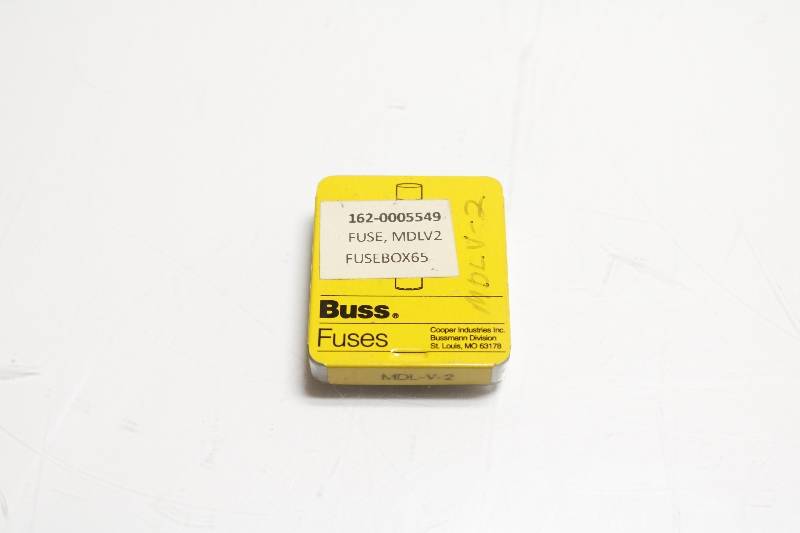 162-0005549
FUSE, MDLV2
FUSEBOX65
MDLV-2
Buss®
Fuses
Cooper Industries Inc.
Bussmann Division
St. Louis, MO 63178
MDL-V-2